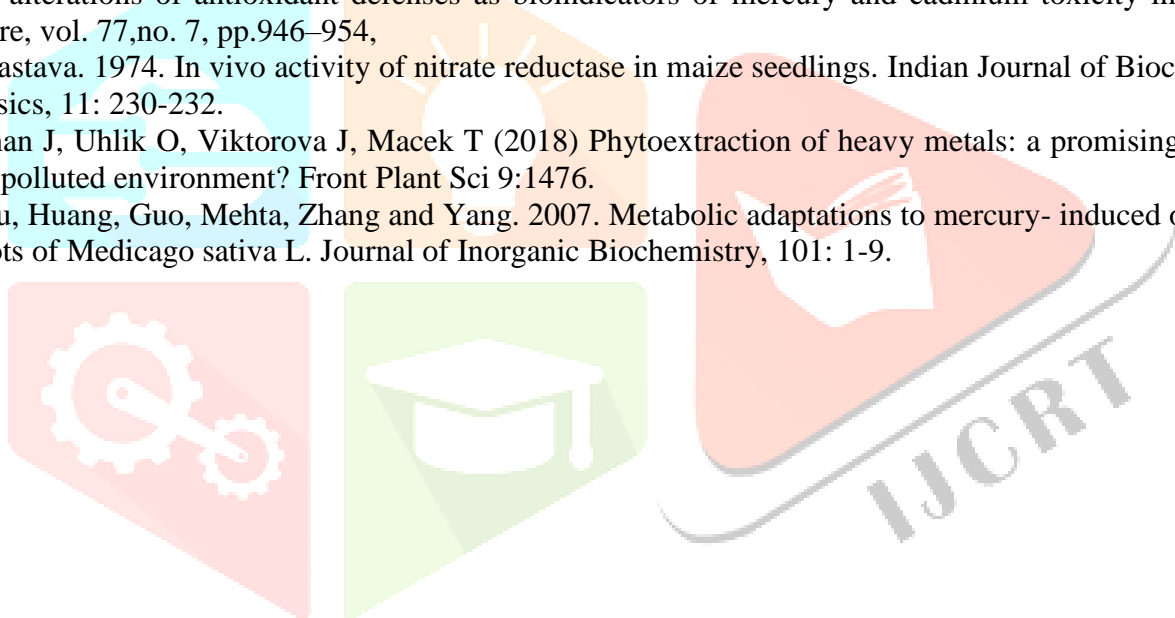 alterations of antioxidant defenses as bioindicators of mercury and cadmium toxicity in
re, vol. 77,no. 7, pp.946–954,
astava. 1974. In vivo activity of nitrate reductase in maize seedlings. Indian Journal of Bioc
sics, 11: 230-232.
nan J, Uhlik O, Viktorova J, Macek T (2018) Phytoextraction of heavy metals: a promising
polluted environment? Front Plant Sci 9:1476.
u, Huang, Guo, Mehta, Zhang and Yang. 2007. Metabolic adaptations to mercury- induced o
ots of Medicago sativa L. Journal of Inorganic Biochemistry, 101: 1-9.
IJCRT